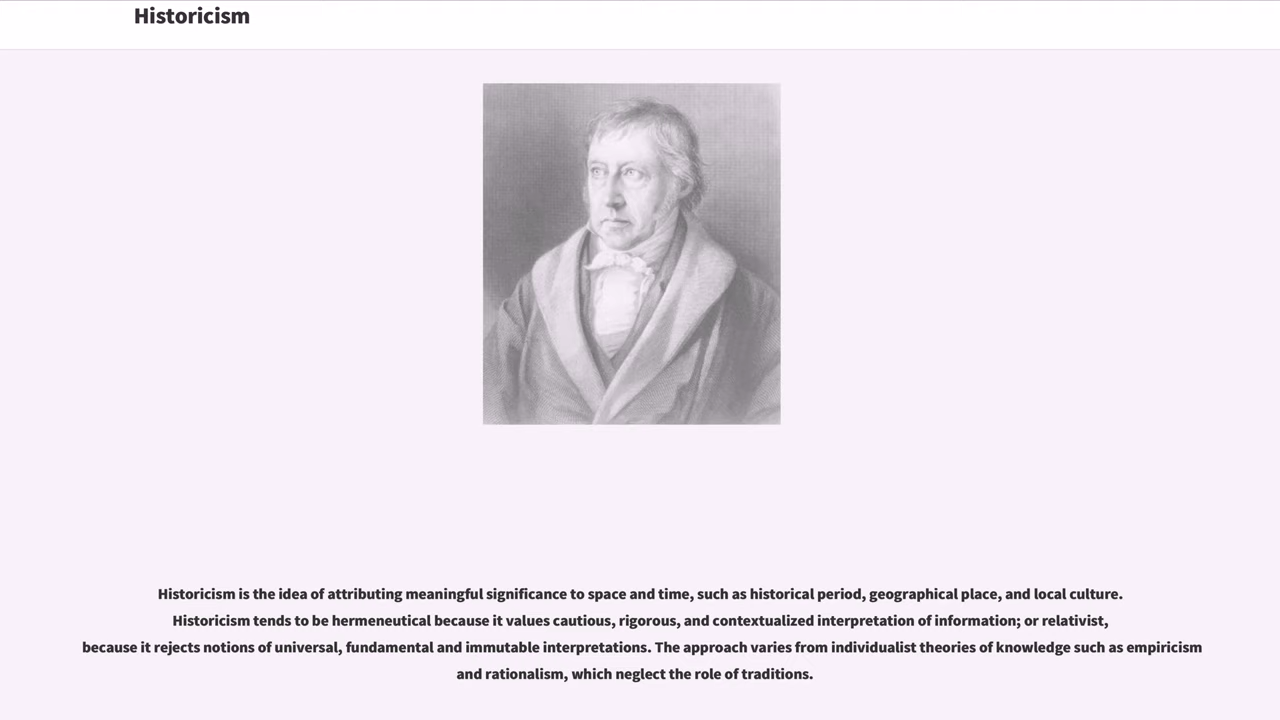 Historicism
Historicism is the idea of attributing meaningful significance to space and time, such as historical period, geographical place, and local culture.
Historicism tends to be hermeneutical because it values cautious, rigorous, and contextualized interpretation of information; or relativist,
because it rejects notions of universal, fundamental and immutable interpretations. The approach varies from individualist theories of knowledge such as empiricism
and rationalism, which neglect the role of traditions.